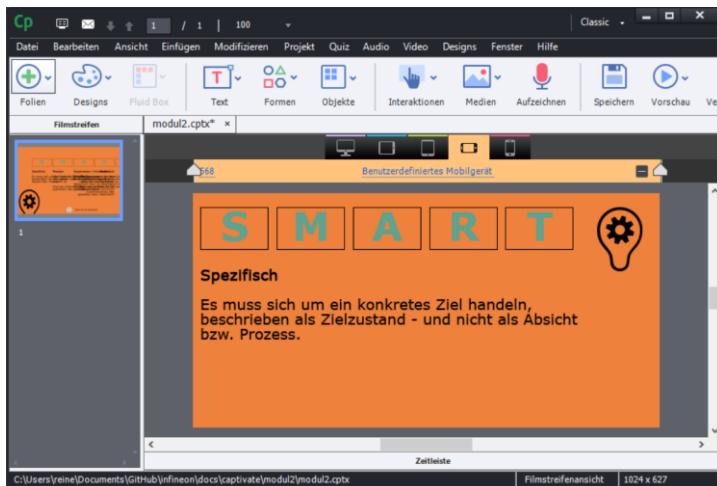 Cp 1 / 1 100 Classic
Datei Bearbeiten Ansicht Einfügen Modifizieren Projekt Quiz Audio Video Designs Fenster Hilfe
Folien Designs Fluid Box Text Formen Objekte Interaktionen Medien Aufzeichnen Speichern Vorschau Ve
Filmstreifen modul2.cptx* ×
568 Benutzerdefiniertes Mobilgerät
S M A R T
1
Spezifisch
Es muss sich um ein konkretes Ziel handeln,
beschrieben als Zielzustand - und nicht als Absicht
bzw. Prozess.
Zeitleiste
C:\Users\reine\Documents\GitHub\infineon\docs\captivate\modul2\modul2.cptx Filmstreifenansicht 1024 x 627